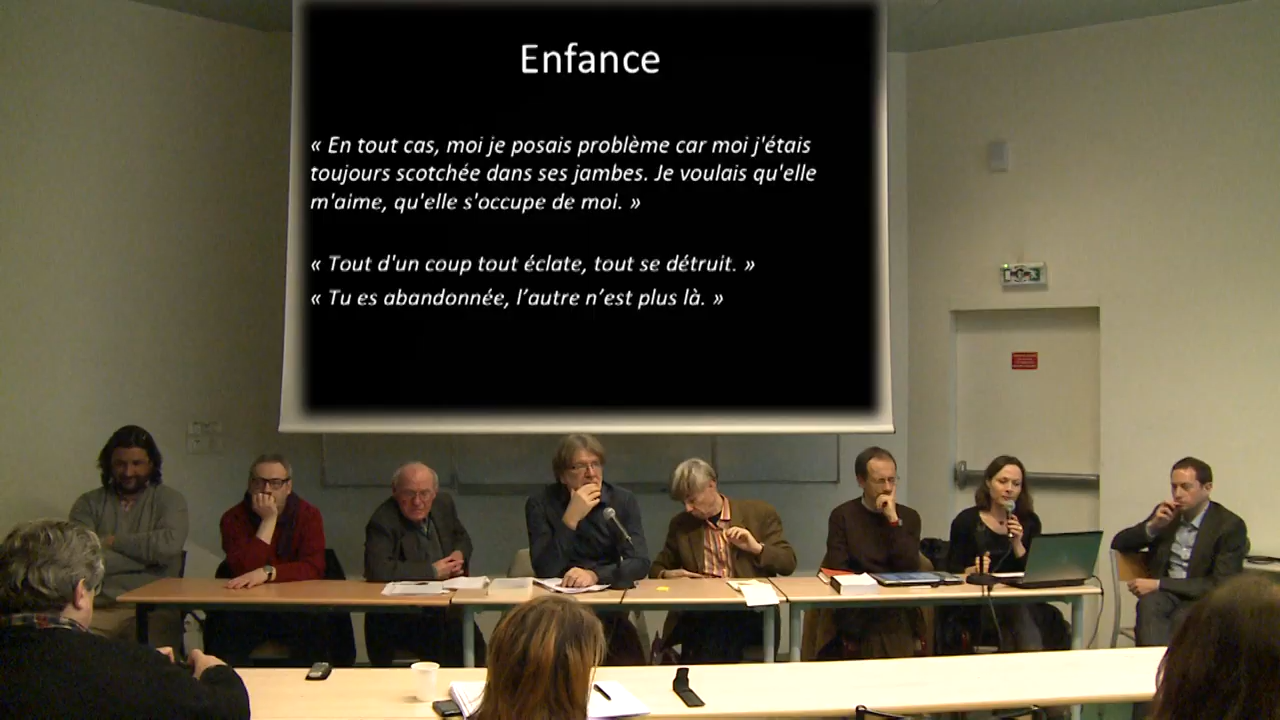 Enfance
« En tout cas, moi je posais problème car moi j'étais
toujours scotchée dans ses jambes. Je voulais qu'elle
m'aime, qu'elle s'occupe de moi. »
« Tout d'un coup tout éclate, tout se détruit. »
« Tu es abandonnée, l’autre n’est plus là. »